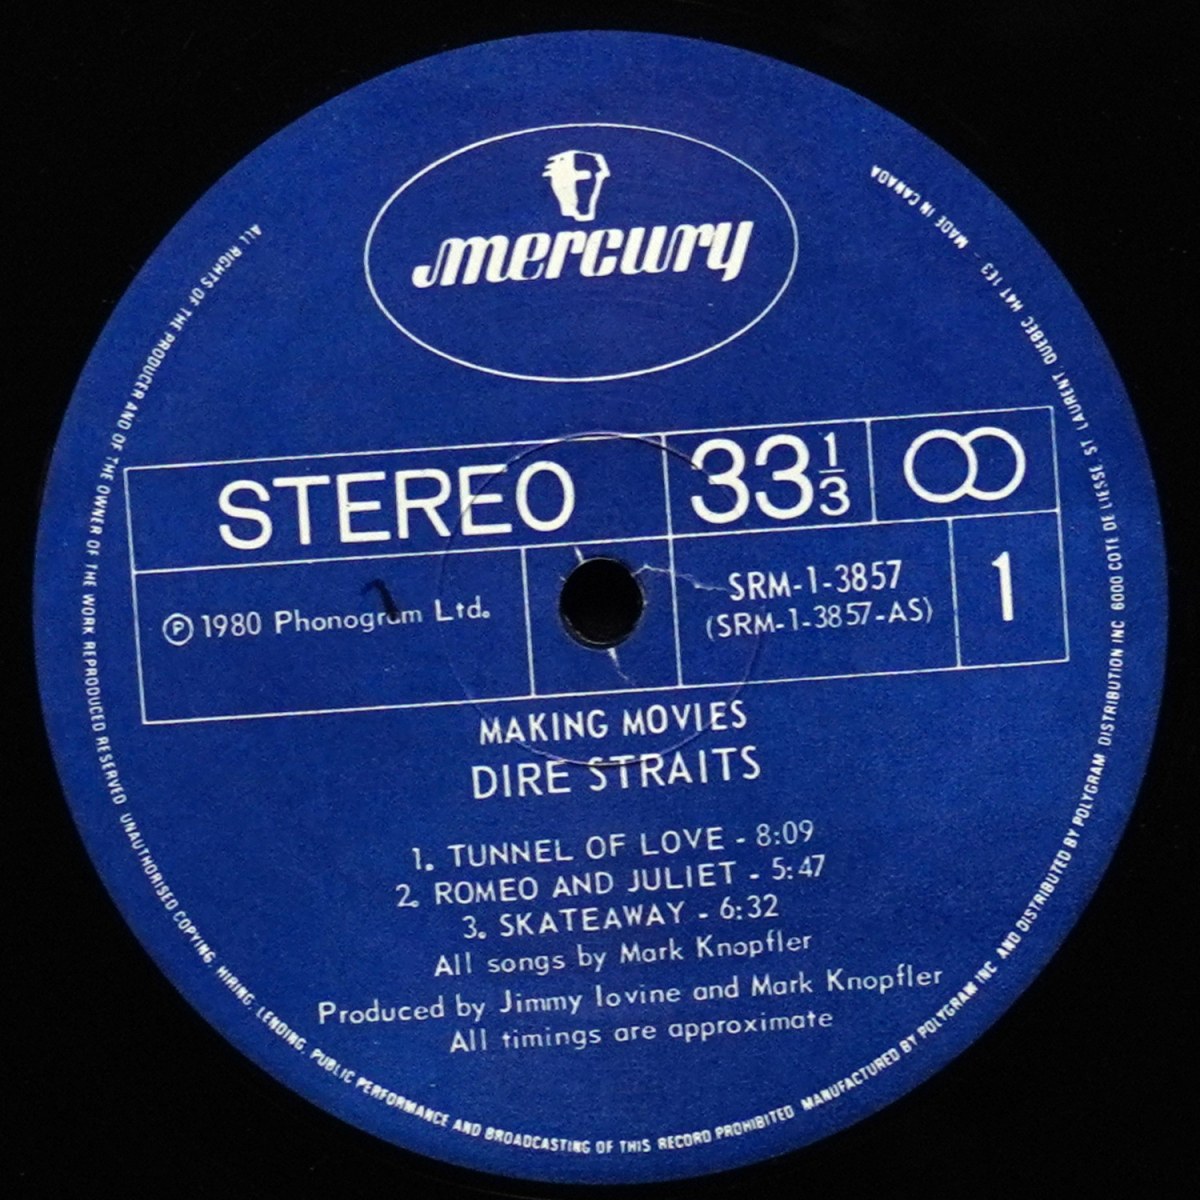 mercury
STEREO
33 1/3
℗ 1980 Phonogram Ltd.
SRM-1-3857
(SRM-1-3857-AS)
1
MAKING MOVIES
DIRE STRAITS
1. TUNNEL OF LOVE - 8:09
2. ROMEO AND JULIET - 5:47
3. SKATEAWAY - 6:32
All songs by Mark Knopfler
Produced by Jimmy Iovine and Mark Knopfler
All timings are approximate
ALL RIGHTS OF THE PRODUCER AND OF THE OWNER OF THE WORK REPRODUCED RESERVED UNAUTHORISED COPYING, HIRING, LENDING, PUBLIC PERFORMANCE AND BROADCASTING OF THIS RECORD PROHIBITED MANUFACTURED BY POLYGRAM INC AND DISTRIBUTED BY POLYGRAM DISTRIBUTION INC 6000 COTE DE LIESSE, ST LAURENT, QUEBEC H4T 1E3 - MADE IN CANADA